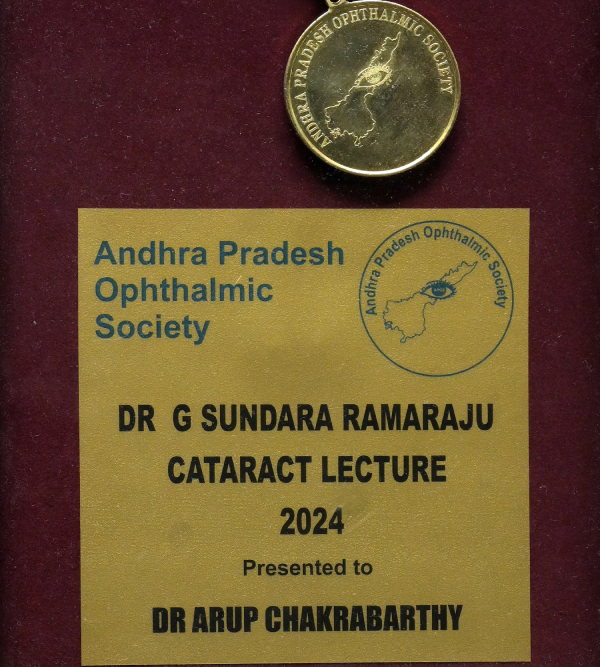 ANDHRA PRADESH OPHTHALMIC SOCIETY
Andhra Pradesh
Ophthalmic
Society
Andhra Pradesh Ophthalmic Society
DR G SUNDARA RAMARAJU
CATARACT LECTURE
2024
Presented to
DR ARUP CHAKRABARTHY